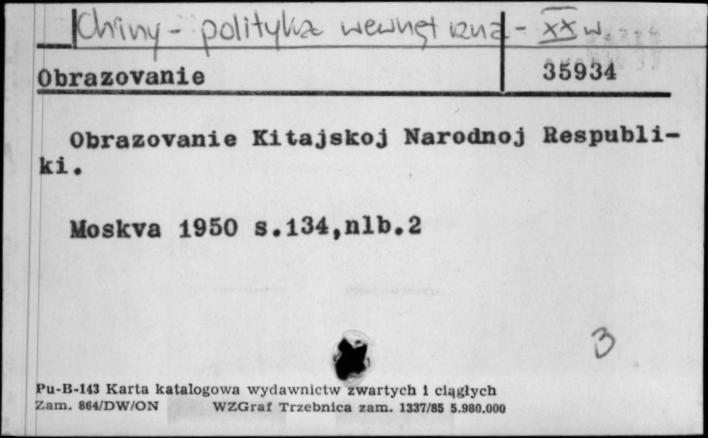 Chiny - polityka wewnętrzna - XX w.
Obrazovanie 35934
Obrazovanie Kitajskoj Narodnoj Respubli-
ki.
Moskva 1950 s.134,nlb.2
3
Pu-B-143 Karta katalogowa wydawnictw zwartych i ciągłych
Zam. 864/DW/ON WZGraf Trzebnica zam. 1337/85 5.980.000